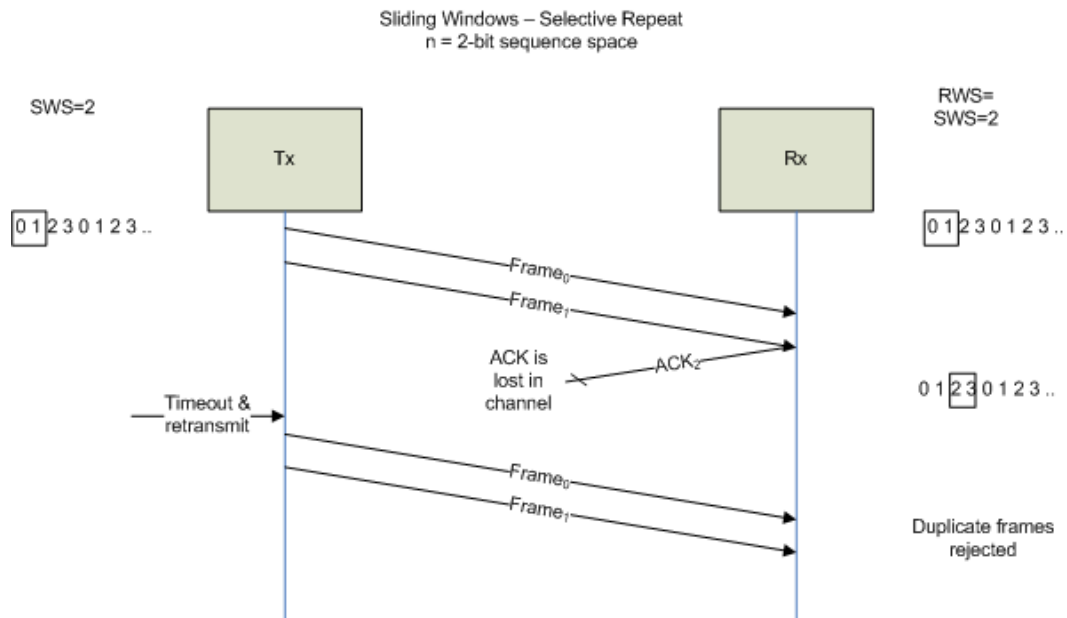 Sliding Windows – Selective Repeat
n = 2-bit sequence space
SWS=2
RWS=
SWS=2
Tx
Rx
0 1 2 3 0 1 2 3 ..
0 1 2 3 0 1 2 3 ..
Frame₀
Frame₁
ACK is
lost in
channel
ACK₂
0 1 2 3 0 1 2 3 ..
Timeout &
retransmit
Frame₀
Frame₁
Duplicate frames
rejected